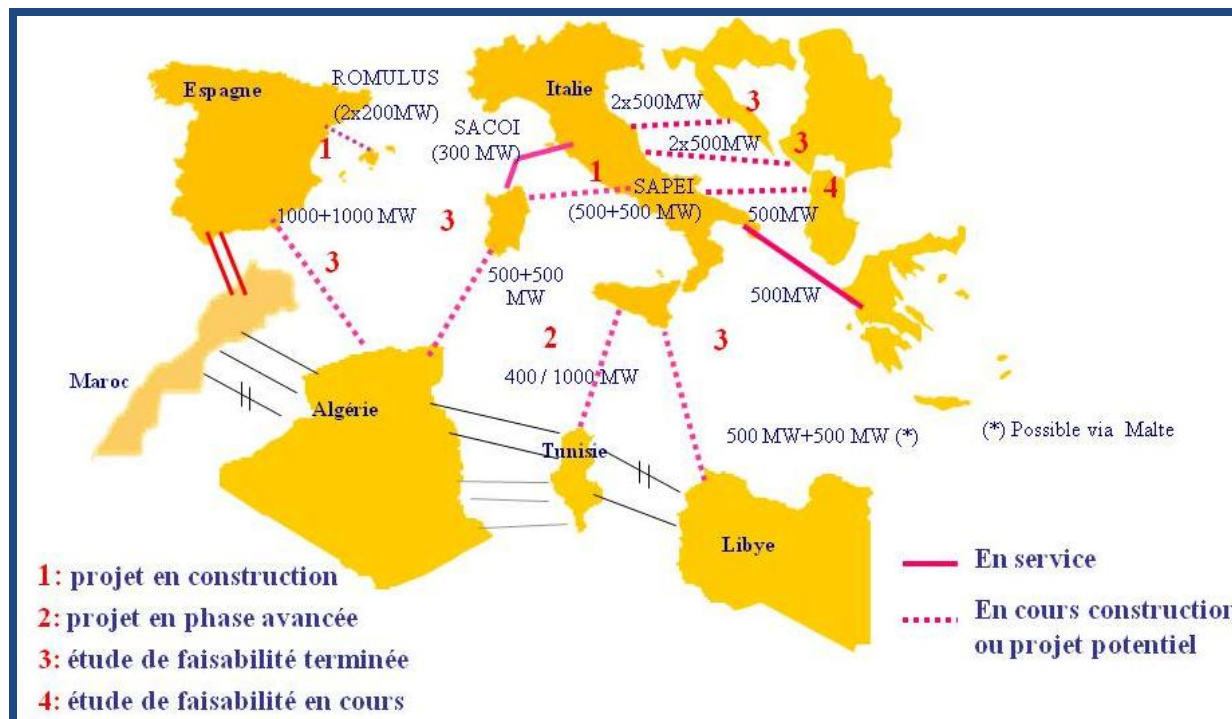 Espagne
ROMULUS
(2x200MW)
1
Italie
SACOI
(300 MW)
2x500MW
3
2x500MW
3
1
SAPEI
(500+500 MW)
4
500MW
1000+1000 MW
3
3
500+500
MW
500MW
2
3
400 / 1000 MW
Maroc
Algérie
Tunisie
500 MW+500 MW (*)
(*) Possible via Malte
Libye
1: projet en construction
2: projet en phase avancée
3: étude de faisabilité terminée
4: étude de faisabilité en cours
En service
En cours construction
ou projet potentiel